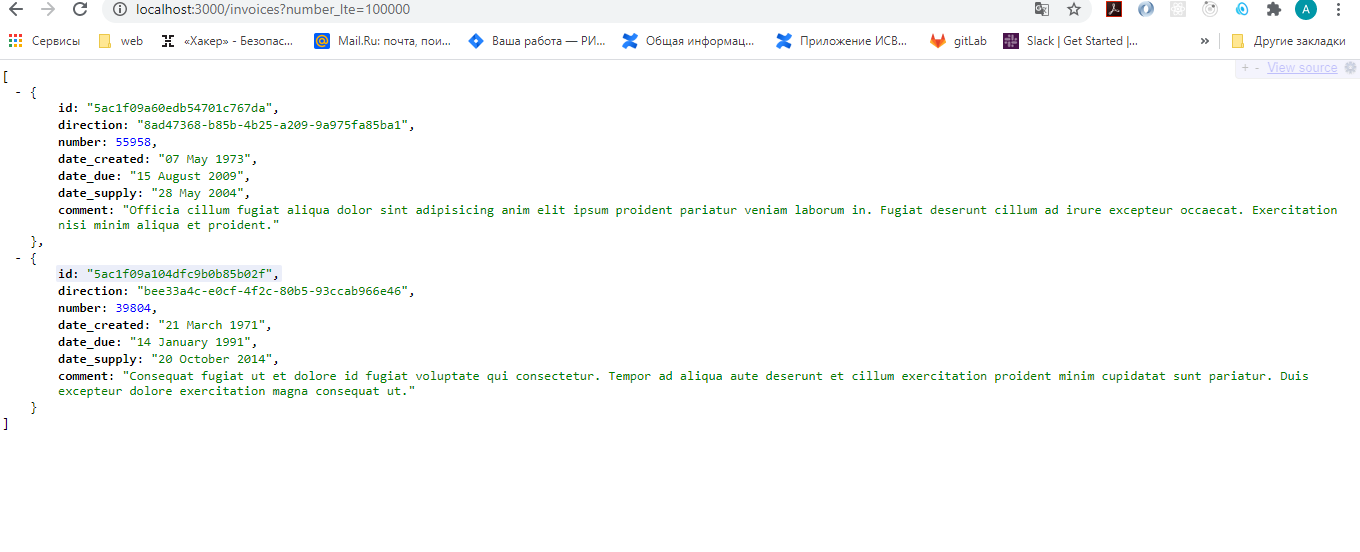 localhost:3000/invoices?number_lte=100000
A
Сервисы web «Хакер» - Безопас... Mail.Ru: почта, пои... Ваша работа — РИ... Общая информац... Приложение ИСВ... gitLab Slack | Get Started |... » Другие закладки
+ - View source
[
- {
id: "5ac1f09a60edb54701c767da",
direction: "8ad47368-b85b-4b25-a209-9a975fa85ba1",
number: 55958,
date_created: "07 May 1973",
date_due: "15 August 2009",
date_supply: "28 May 2004",
comment: "Officia cillum fugiat aliqua dolor sint adipisicing anim elit ipsum proident pariatur veniam laborum in. Fugiat deserunt cillum ad irure excepteur occaecat. Exercitation
nisi minim aliqua et proident."
},
- {
id: "5ac1f09a104dfc9b0b85b02f",
direction: "bee33a4c-e0cf-4f2c-80b5-93ccab966e46",
number: 39804,
date_created: "21 March 1971",
date_due: "14 January 1991",
date_supply: "20 October 2014",
comment: "Consequat fugiat ut et dolore id fugiat voluptate qui consectetur. Tempor ad aliqua aute deserunt et cillum exercitation proident minim cupidatat sunt pariatur. Duis
excepteur dolore exercitation magna consequat ut."
}
]